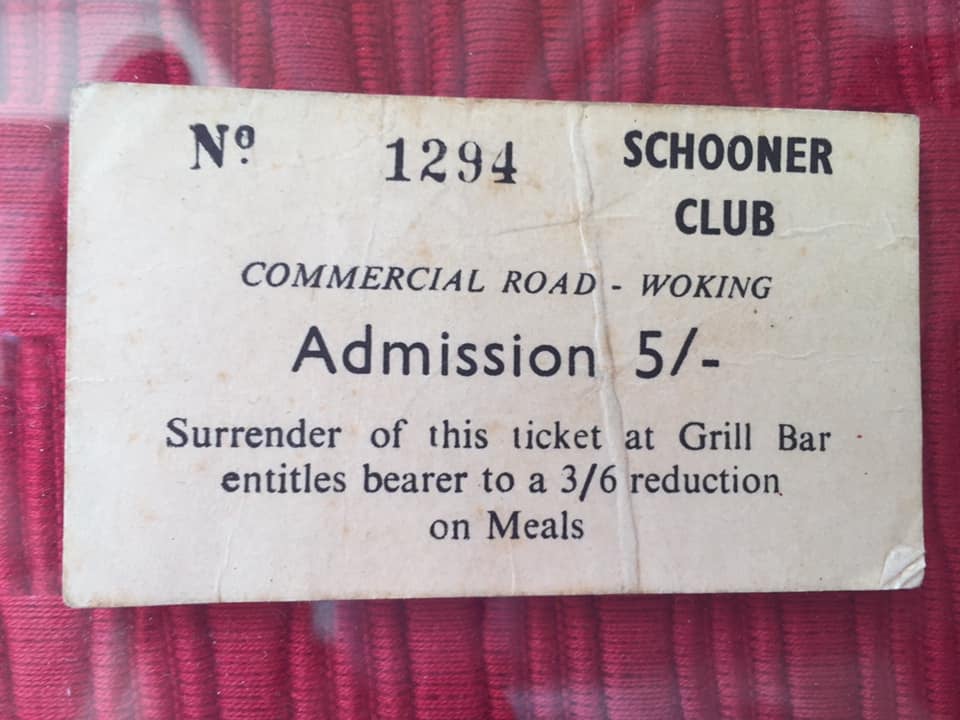 Nº 1294 SCHOONER
CLUB
COMMERCIAL ROAD - WOKING
Admission 5/-
Surrender of this ticket at Grill Bar
entitles bearer to a 3/6 reduction
on Meals